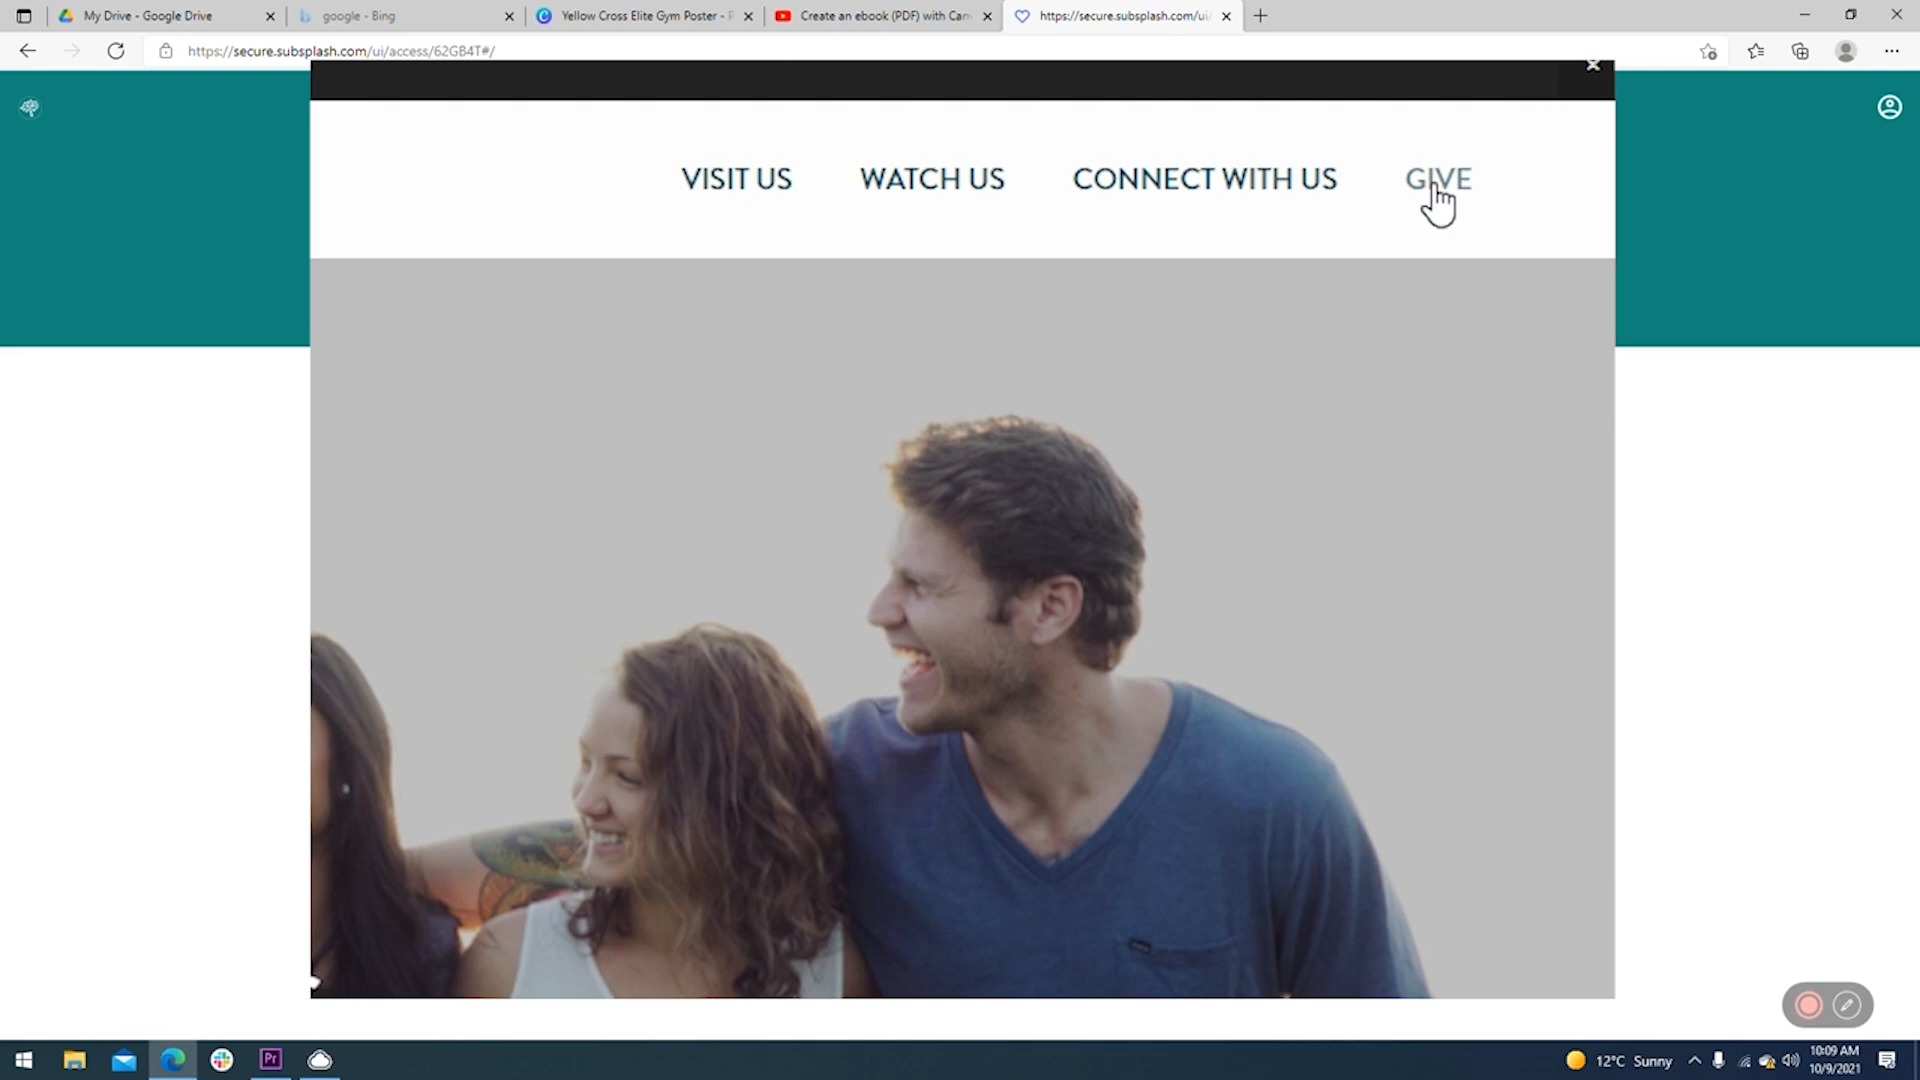 My Drive - Google Drive
google - Bing
Yellow Cross Elite Gym Poster - P
Create an ebook (PDF) with Can
https://secure.subsplash.com/ui/
https://secure.subsplash.com/ui/access/62GB4T#/
VISIT US
WATCH US
CONNECT WITH US
GIVE
Pr
12°C Sunny
10:09 AM
10/9/2021